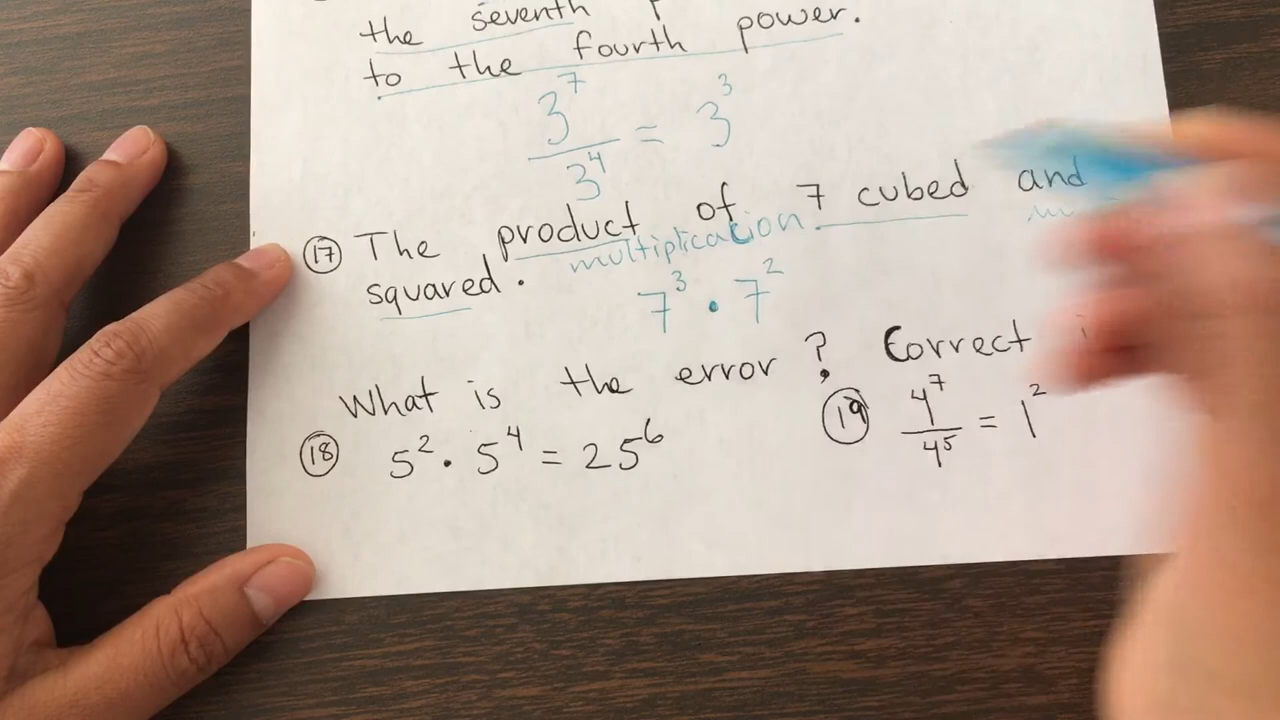 the seventh
to the fourth power.
3^7 / 3^4 = 3^3
17 The product of 7 cubed and
multiplication
squared.
7^3 · 7^2
What is the error? Correct
18 5^2 · 5^4 = 25^6
19 4^7 / 4^5 = 1^2